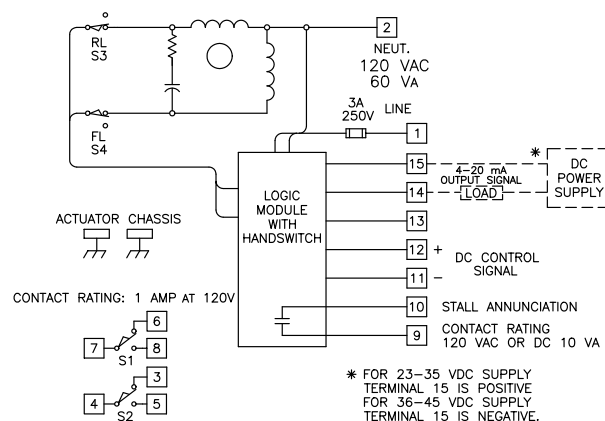 RL
S3
2
NEUT.
120 VAC
60 VA
3A
250V
LINE
1
FL
S4
15
*
4-20 mA
OUTPUT SIGNAL
DC
POWER
SUPPLY
14
LOAD
LOGIC
MODULE
WITH
HANDSWITCH
13
ACTUATOR CHASSIS
12 +
DC CONTROL
SIGNAL
11 -
CONTACT RATING: 1 AMP AT 120V
10
STALL ANNUNCIATION
9
CONTACT RATING
120 VAC OR DC 10 VA
6
7
S1
8
3
4
S2
5
* FOR 23-35 VDC SUPPLY
TERMINAL 15 IS POSITIVE
FOR 36-45 VDC SUPPLY
TERMINAL 15 IS NEGATIVE.